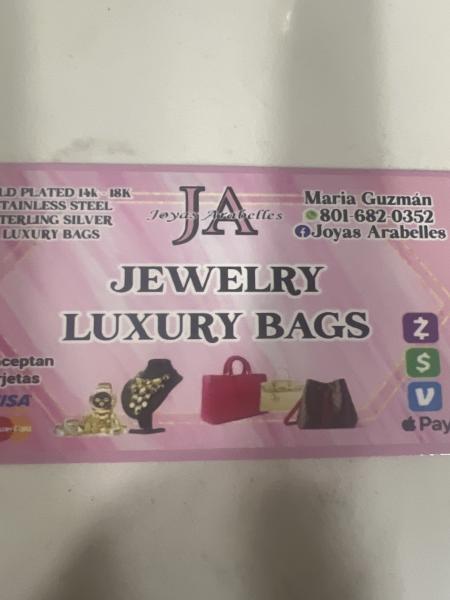 LD PLATED 14k - 18K
TAINLESS STEEL
TERLING SILVER
LUXURY BAGS
JA
Joyas Arabelles
Maria Guzmán
801-682-0352
Joyas Arabelles
JEWELRY
LUXURY BAGS
ceptan
rjetas
VISA
Z
$
V
Pay